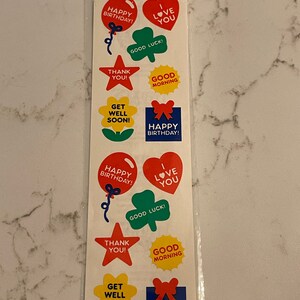 HAPPY
BIRTHDAY!
I
LOVE
YOU
GOOD LUCK!
THANK
YOU!
GOOD
MORNING
GET
WELL
SOON!
HAPPY
BIRTHDAY!
HAPPY
BIRTHDAY!
I
LOVE
YOU
GOOD LUCK!
THANK
YOU!
GOOD
MORNING
GET
WELL